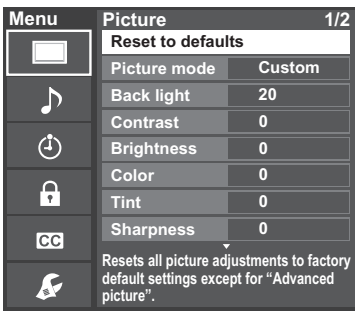 Menu Picture 1/2
Reset to defaults
Picture mode Custom
Back light 20
Contrast 0
Brightness 0
Color 0
Tint 0
Sharpness 0
CC
Resets all picture adjustments to factory
default settings except for “Advanced
picture”.